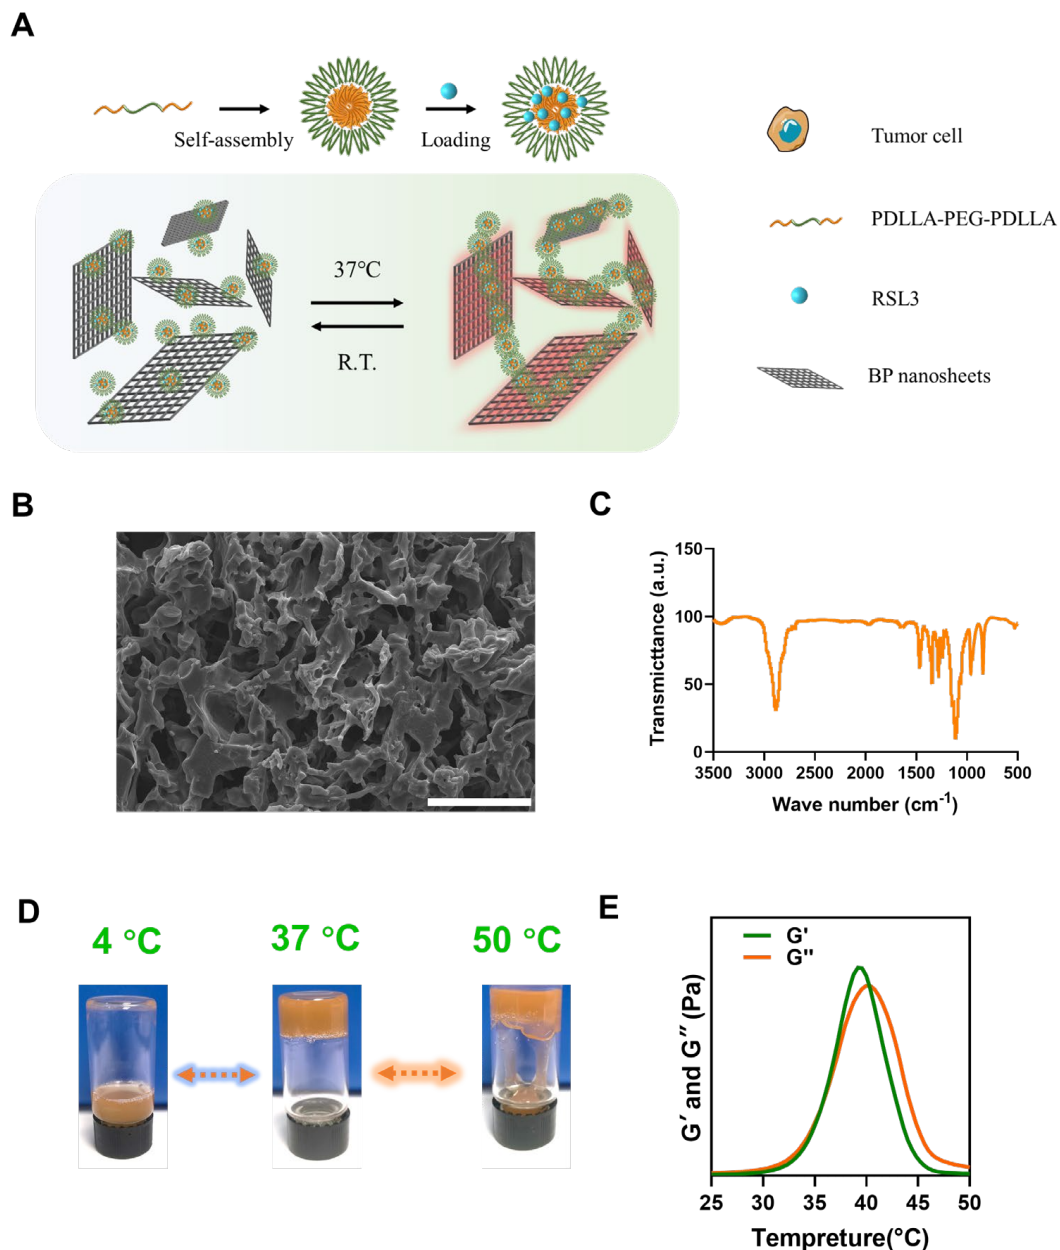 A
Self-assembly
Loading
37℃
R.T.
Tumor cell
PDLLA-PEG-PDLLA
RSL3
BP nanosheets
B
C
Transmicttance (a.u.)
150
100
50
0
3500 3000 2500 2000 1500 1000 500
Wave number (cm⁻¹)
D
4 °C
37 °C
50 °C
E
G'
G''
G′ and G″ (Pa)
25 30 35 40 45 50
Tempreture(°C)